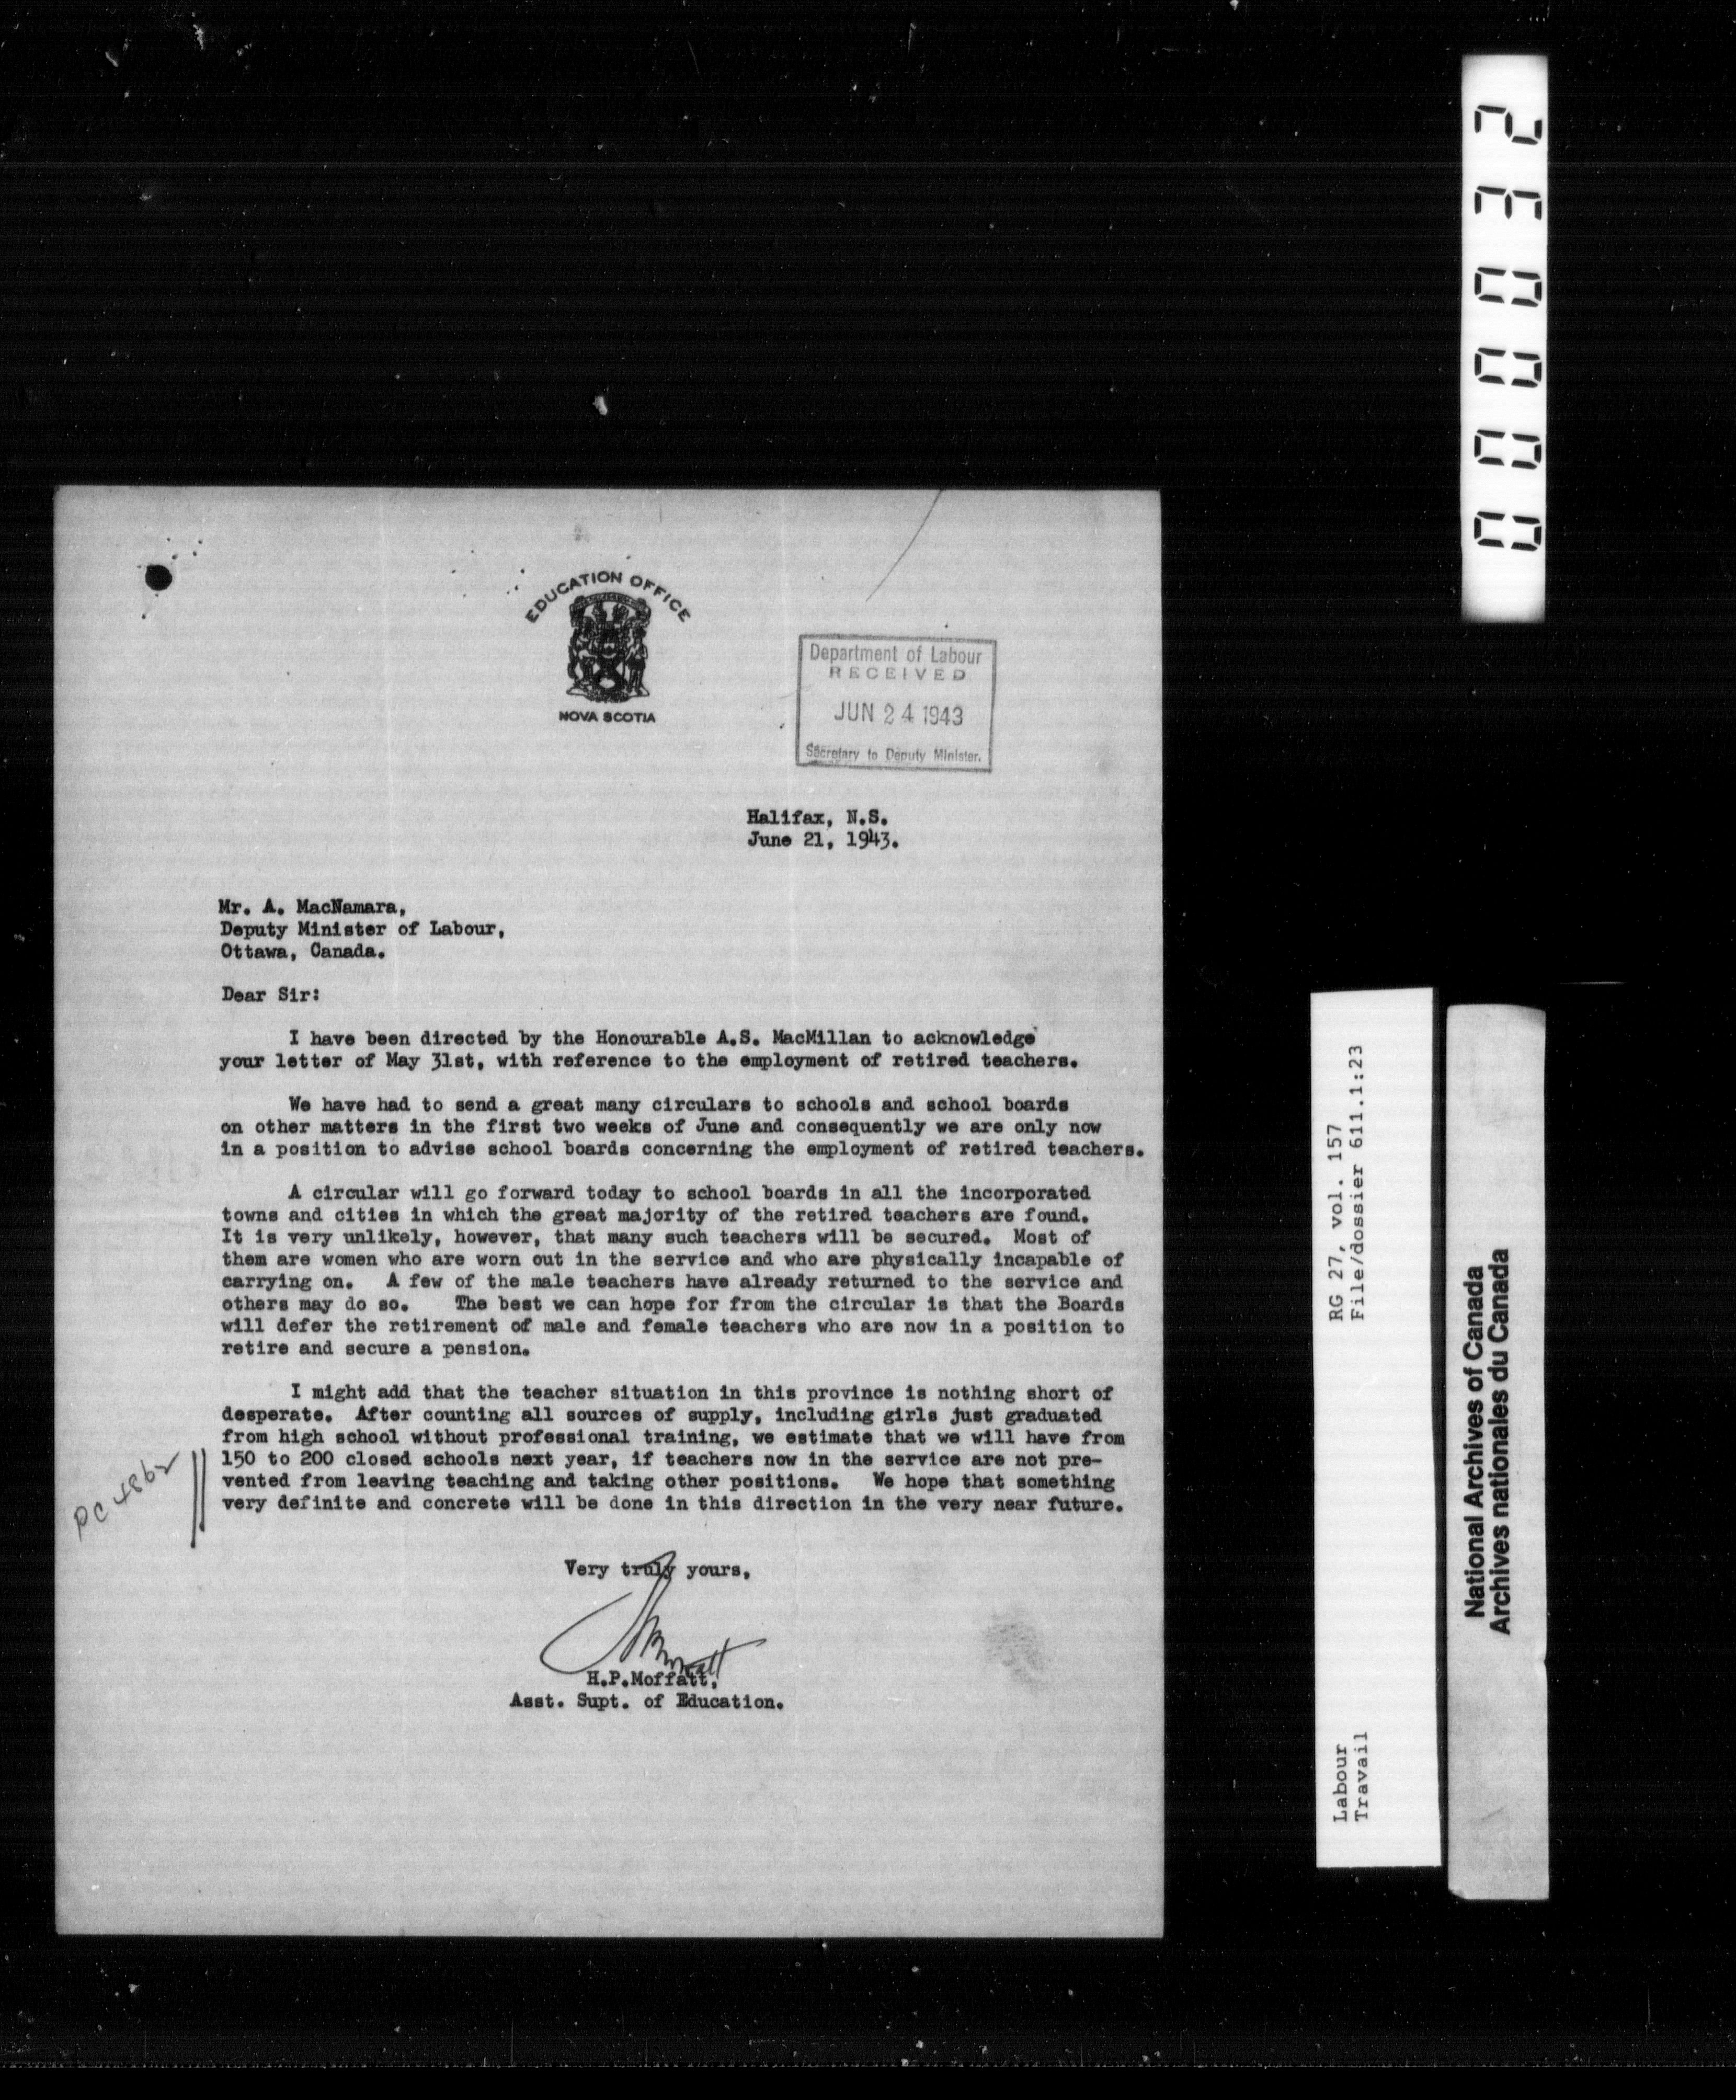 EDUCATION OFFICE
NOVA SCOTIA
Department of Labour
RECEIVED
JUN 24 1943
Secretary to Deputy Minister.
Halifax, N.S.
June 21, 1943.
Mr. A. MacNamara,
Deputy Minister of Labour,
Ottawa, Canada.
Dear Sir:
I have been directed by the Honourable A.S. MacMillan to acknowledge
your letter of May 31st, with reference to the employment of retired teachers.
We have had to send a great many circulars to schools and school boards
on other matters in the first two weeks of June and consequently we are only now
in a position to advise school boards concerning the employment of retired teachers.
A circular will go forward today to school boards in all the incorporated
towns and cities in which the great majority of the retired teachers are found.
It is very unlikely, however, that many such teachers will be secured. Most of
them are women who are worn out in the service and who are physically incapable of
carrying on. A few of the male teachers have already returned to the service and
others may do so. The best we can hope for from the circular is that the Boards
will defer the retirement of male and female teachers who are now in a position to
retire and secure a pension.
I might add that the teacher situation in this province is nothing short of
desperate. After counting all sources of supply, including girls just graduated
from high school without professional training, we estimate that we will have from
150 to 200 closed schools next year, if teachers now in the service are not pre-
vented from leaving teaching and taking other positions. We hope that something
very definite and concrete will be done in this direction in the very near future.
PC 4862
Very truly yours,
H.P.Moffatt,
Asst. Supt. of Education.
000032
RG 27, vol. 157
File/dossier 611.1:23
Labour
Travail
National Archives of Canada
Archives nationales du Canada